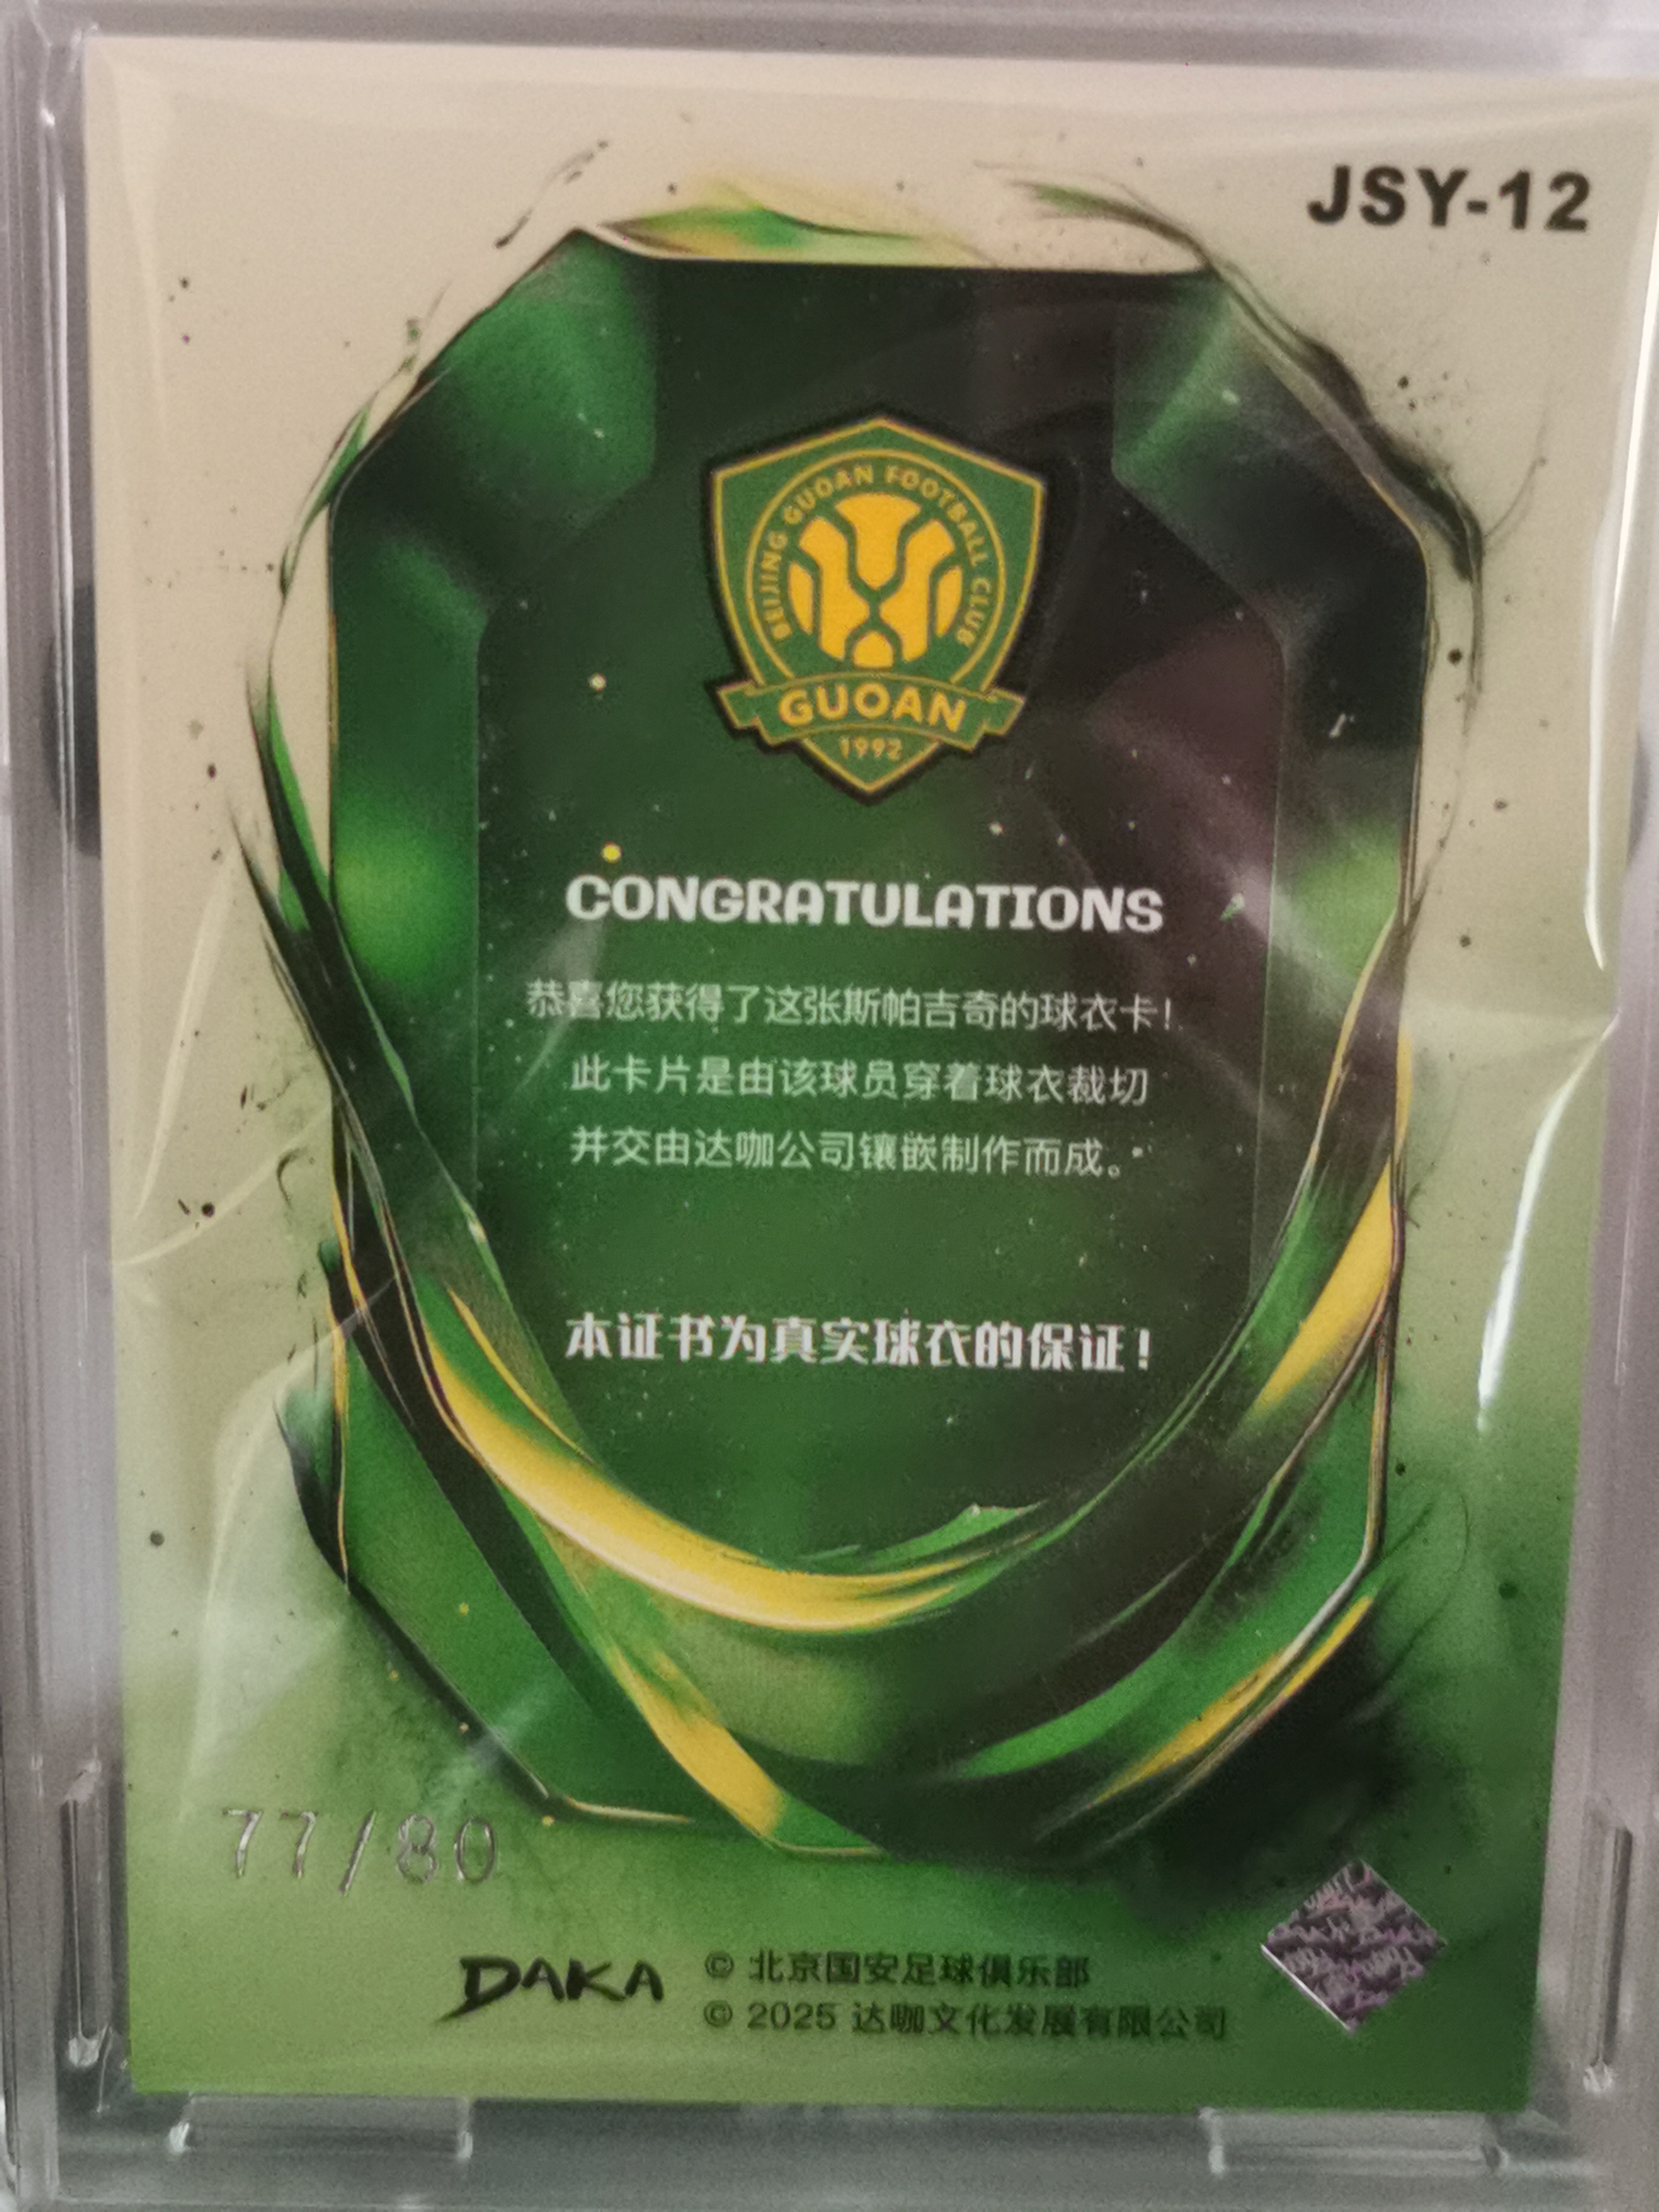 JSY-12
BEIJING GUOAN FOOTBALL CLUB
GUOAN
1992
CONGRATULATIONS
恭喜您获得了这张斯帕吉奇的球衣卡!
此卡片是由该球员穿着球衣裁切
并交由达咖公司镶嵌制作而成。
本证书为真实球衣的保证!
77/80
DAKA
© 北京国安足球俱乐部
© 2025 达咖文化发展有限公司